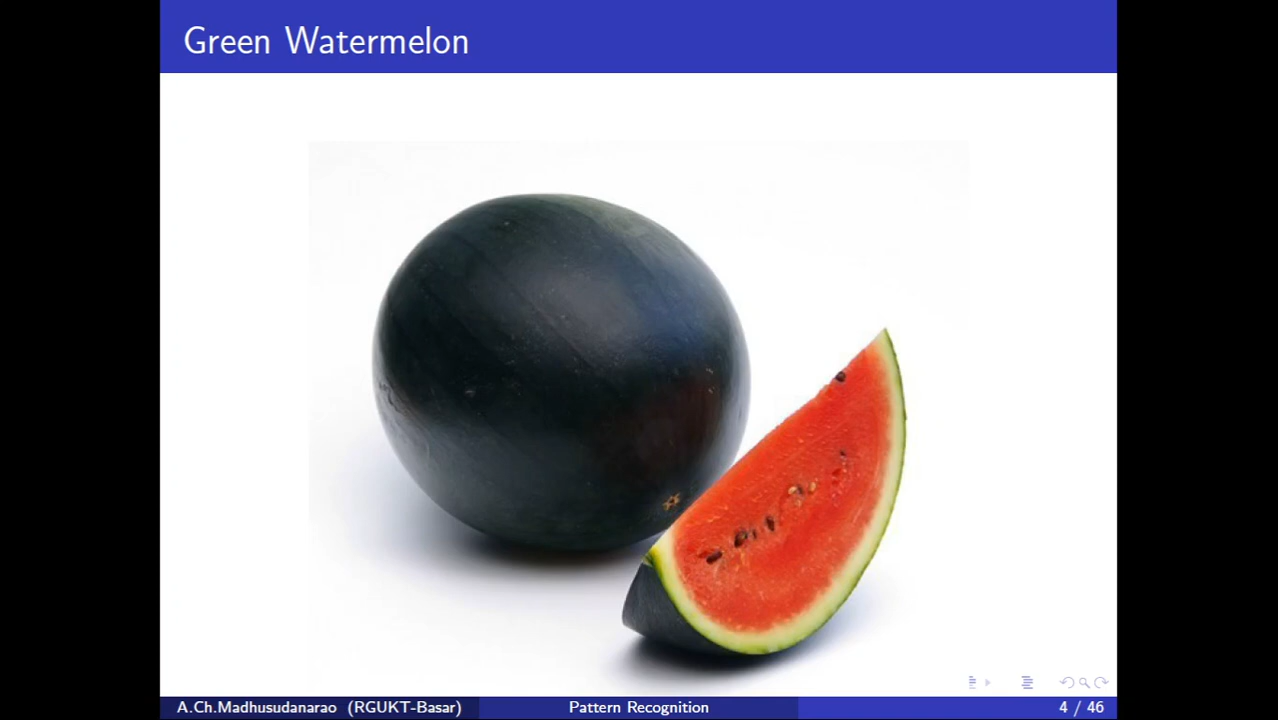 Green Watermelon
A.Ch.Madhusudanarao (RGUKT-Basar) Pattern Recognition 4 / 46